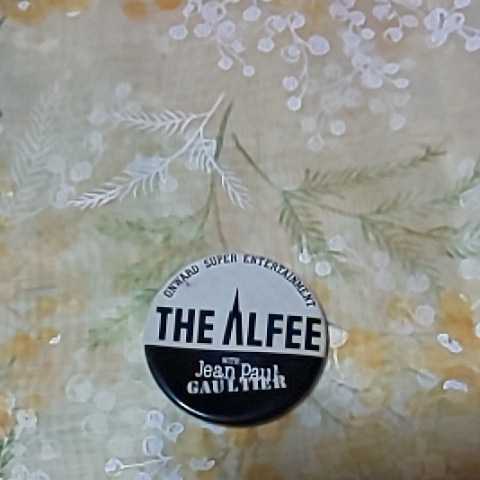 ONWARD SUPER ENTERTAINMENT
THE ALFEE
WITH
Jean Paul
GAULTIER